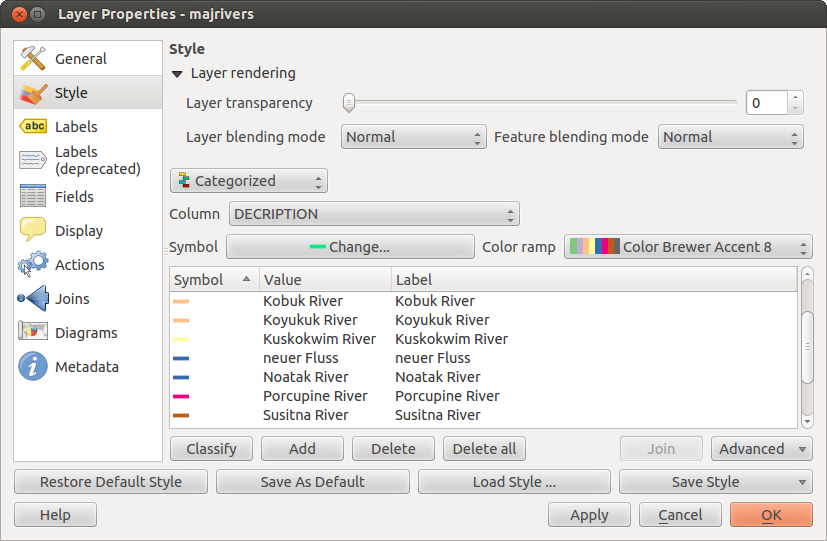 Layer Properties - majrivers
General
Style
abc Labels
Labels
(deprecated)
Fields
Display
Actions
Joins
Diagrams
Metadata
Style
Layer rendering
Layer transparency 0
Layer blending mode Normal Feature blending mode Normal
Categorized
Column DECRIPTION
Symbol Change... Color ramp Color Brewer Accent 8
Symbol Value Label
Kobuk River Kobuk River
Koyukuk River Koyukuk River
Kuskokwim River Kuskokwim River
neuer Fluss neuer Fluss
Noatak River Noatak River
Porcupine River Porcupine River
Susitna River Susitna River
Classify Add Delete Delete all Join Advanced
Restore Default Style Save As Default Load Style ... Save Style
Help Apply Cancel OK